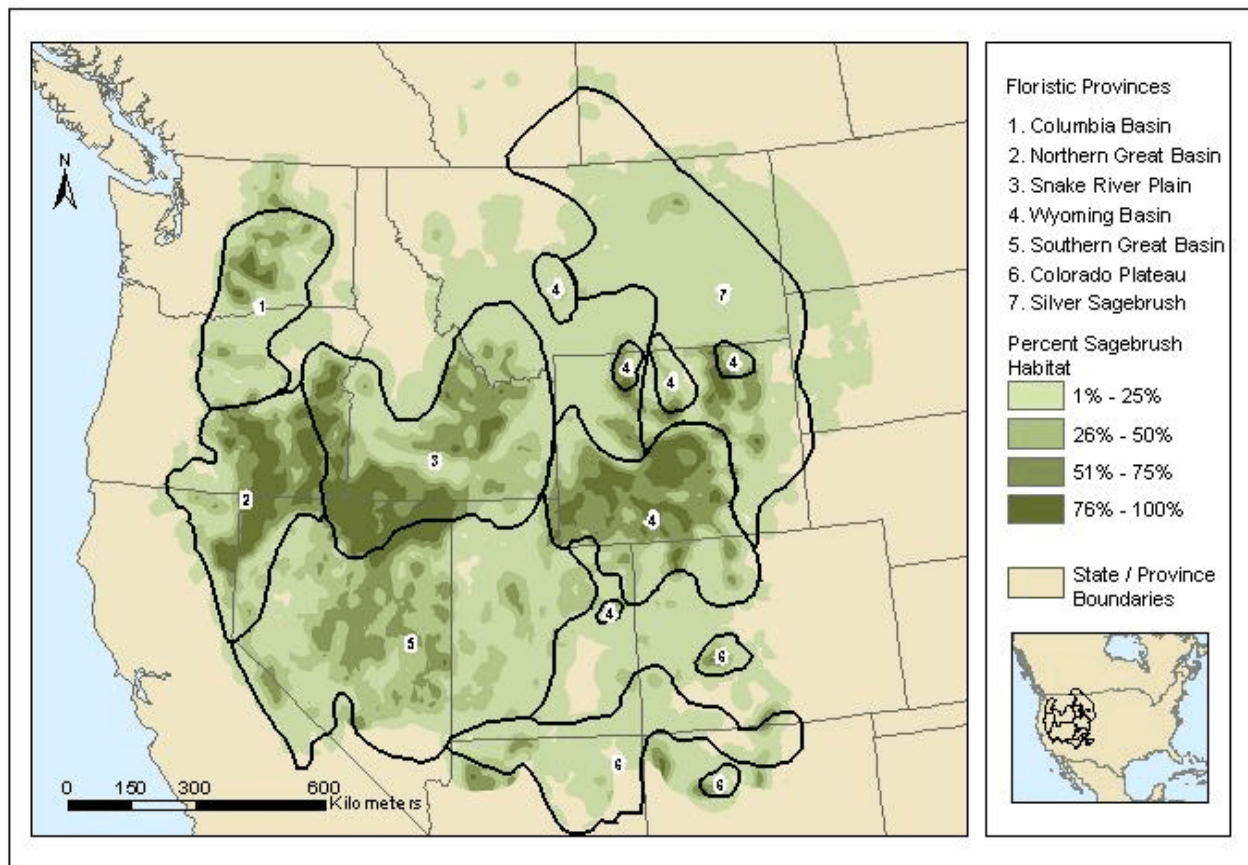 N
1
2
3
4
4
4
4
4
4
5
6
6
6
7
0 150 300 600
Kilometers
Floristic Provinces
1. Columbia Basin
2. Northern Great Basin
3. Snake River Plain
4. Wyoming Basin
5. Southern Great Basin
6. Colorado Plateau
7. Silver Sagebrush
Percent Sagebrush
Habitat
1% - 25%
26% - 50%
51% - 75%
76% - 100%
State / Province
Boundaries